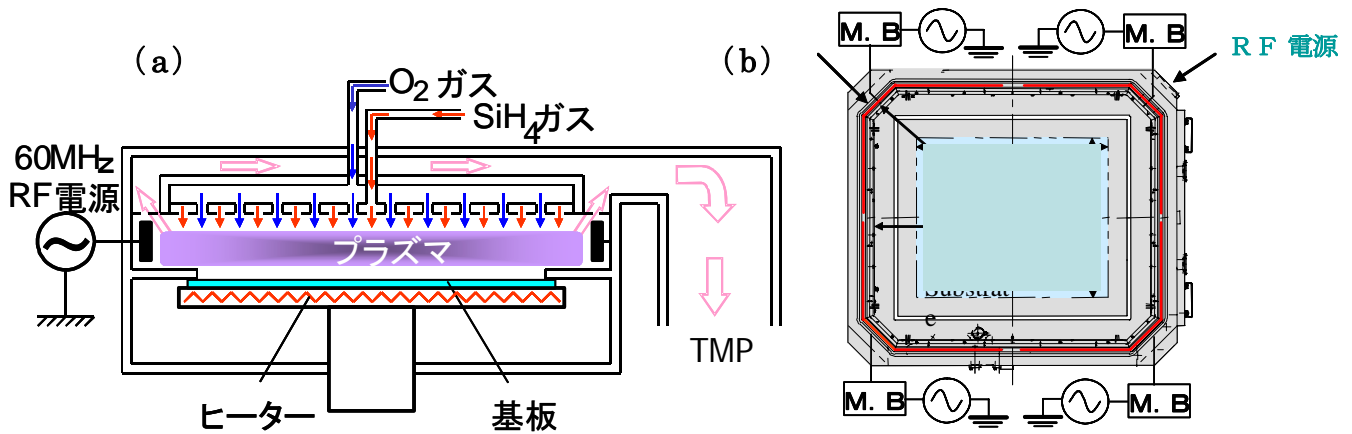 (a)
O2 ガス
SiH4ガス
60MHz
RF電源
プラズマ
TMP
ヒーター
基板
(b)
M. B
M. B
RF 電源
Substrat
e
M. B
M. B